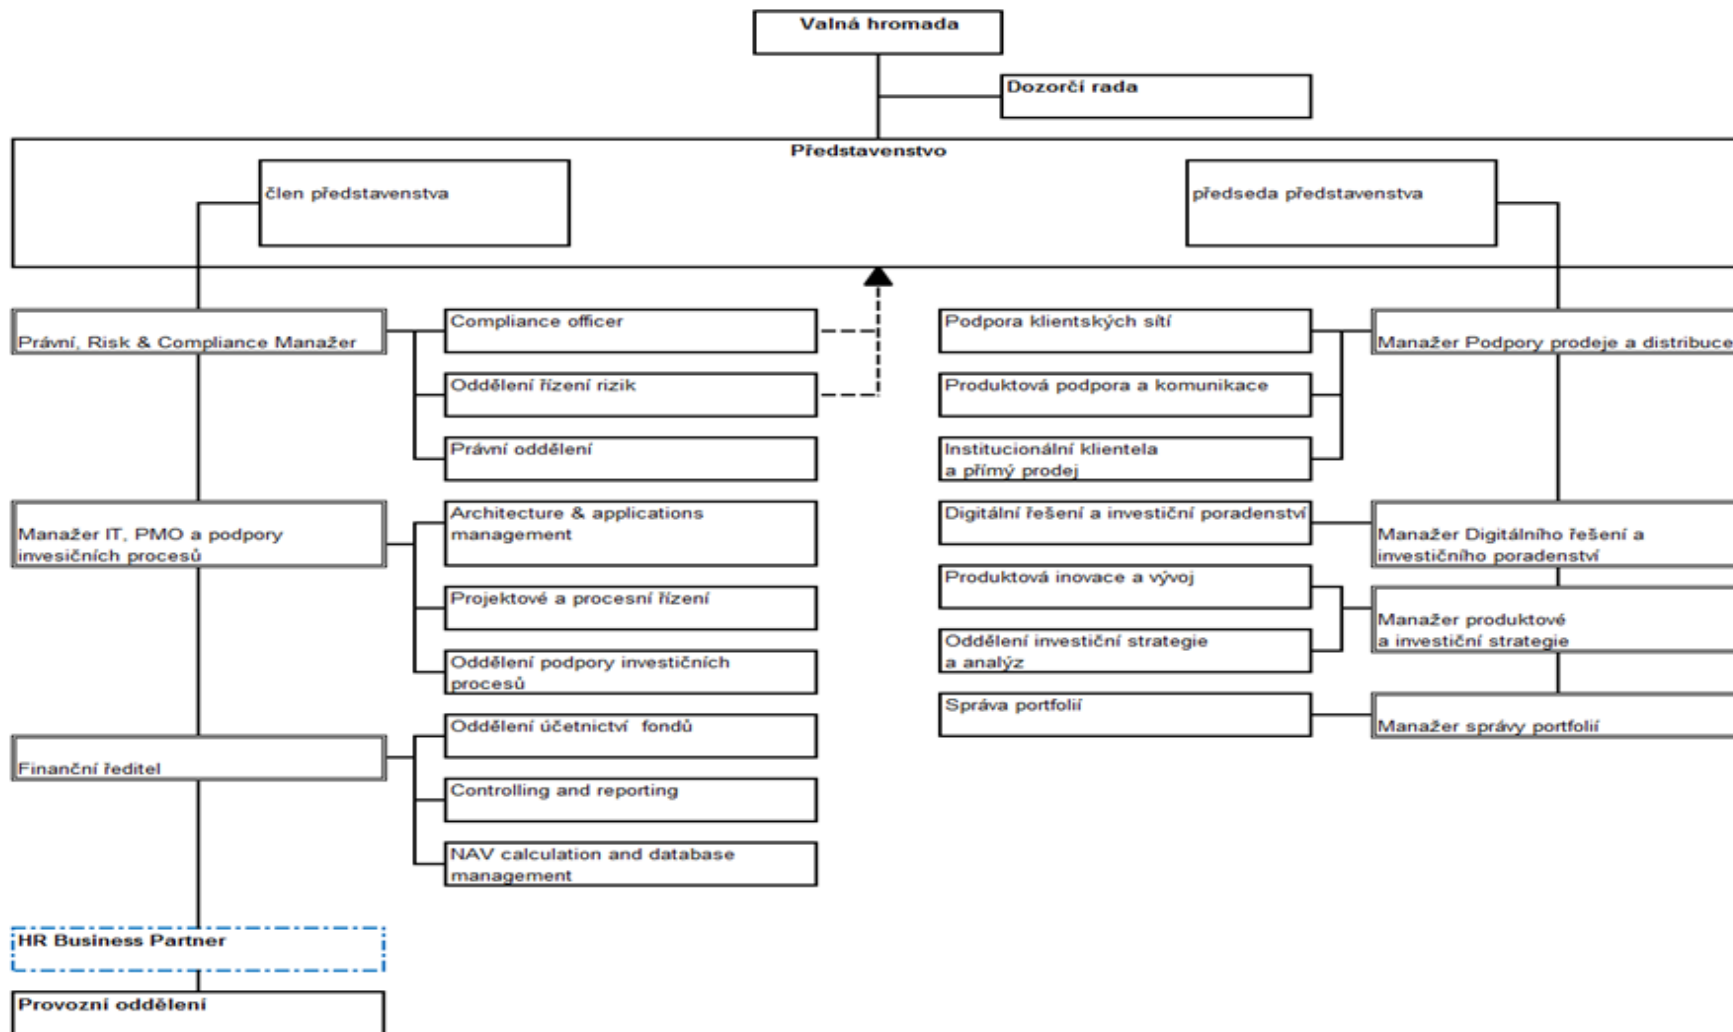 Valná hromada
Dozorčí rada
Představenstvo
člen představenstva
předseda představenstva
Právní, Risk & Compliance Manažer
Compliance officer
Oddělení řízení rizik
Právní oddělení
Manažer IT, PMO a podpory
invesičních procesů
Architecture & applications
management
Projektové a procesní řízení
Oddělení podpory investičních
procesů
Finanční ředitel
Oddělení účetnictví  fondů
Controlling and reporting
NAV calculation and database
management
HR Business Partner
Provozní oddělení
Podpora klientských sítí
Produktová podpora a komunikace
Institucionální klientela
a přímý prodej
Manažer Podpory prodeje a distribuce
Digitální řešení a investiční poradenství
Manažer Digitálního řešení a
investičního poradenství
Produktová inovace a vývoj
Oddělení investiční strategie
a analýz
Manažer produktové
a investiční strategie
Správa portfolií
Manažer správy portfolií